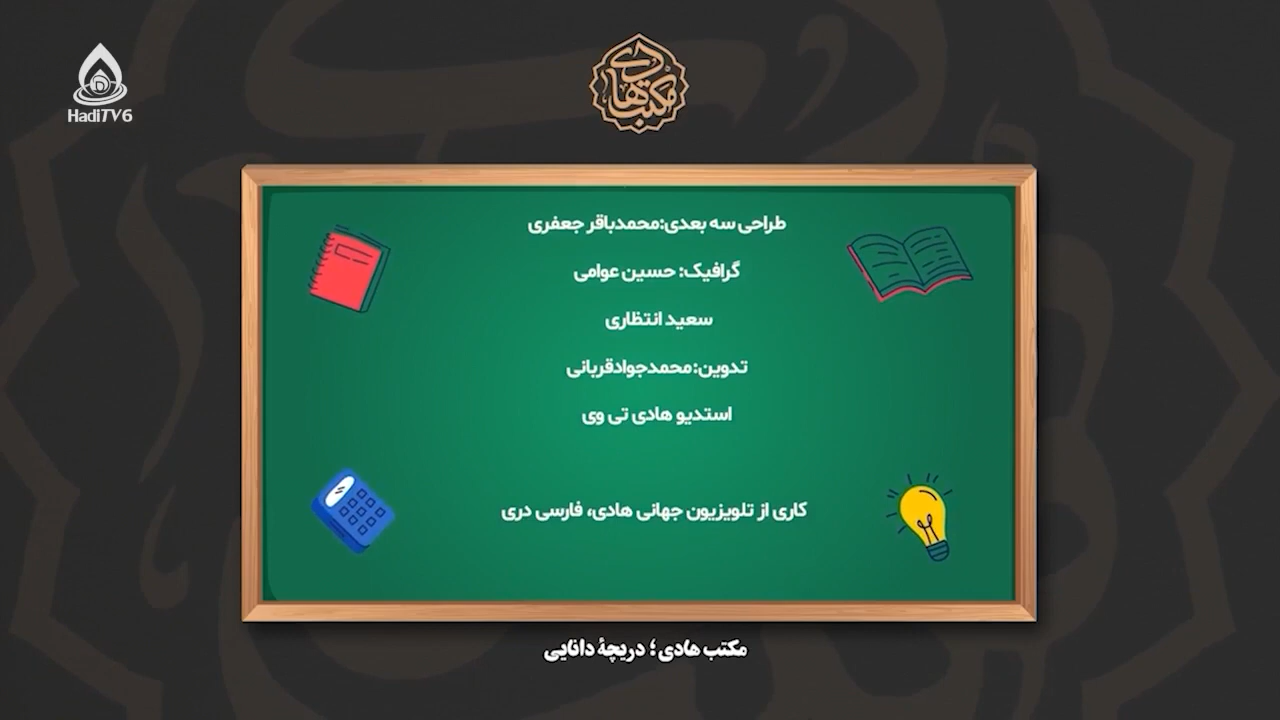 HadiTV6
مکتب هادی
طراحی سه بعدی:محمدباقر جعفری
گرافیک: حسین عوامی
سعید انتظاری
تدوین:محمدجوادقربانی
استدیو هادی تی وی
کاری از تلویزیون جهانی هادی، فارسی دری
مکتب هادی؛ دریچهٔ دانایی